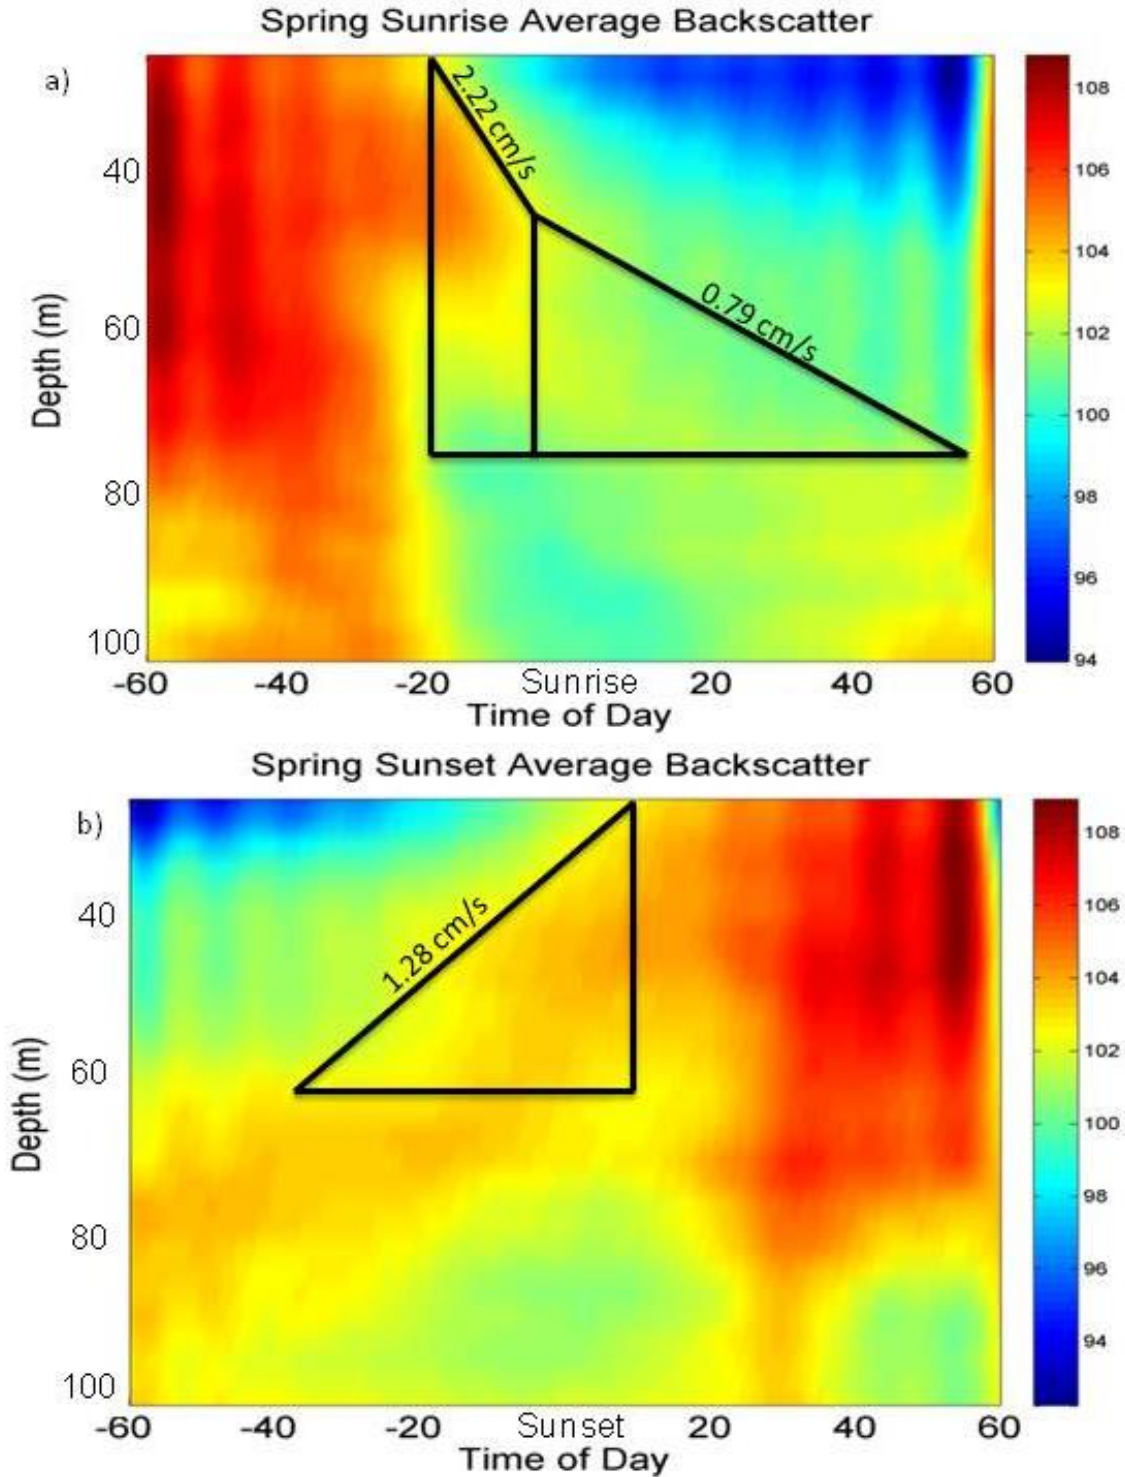 Spring Sunrise Average Backscatter
a)
2.22 cm/s
0.79 cm/s
Depth (m)
40
60
80
100
-60 -40 -20 Sunrise 20 40 60
Time of Day
108
106
104
102
100
98
96
94
Spring Sunset Average Backscatter
b)
1.28 cm/s
Depth (m)
40
60
80
100
-60 -40 -20 Sunset 20 40 60
Time of Day
108
106
104
102
100
98
96
94